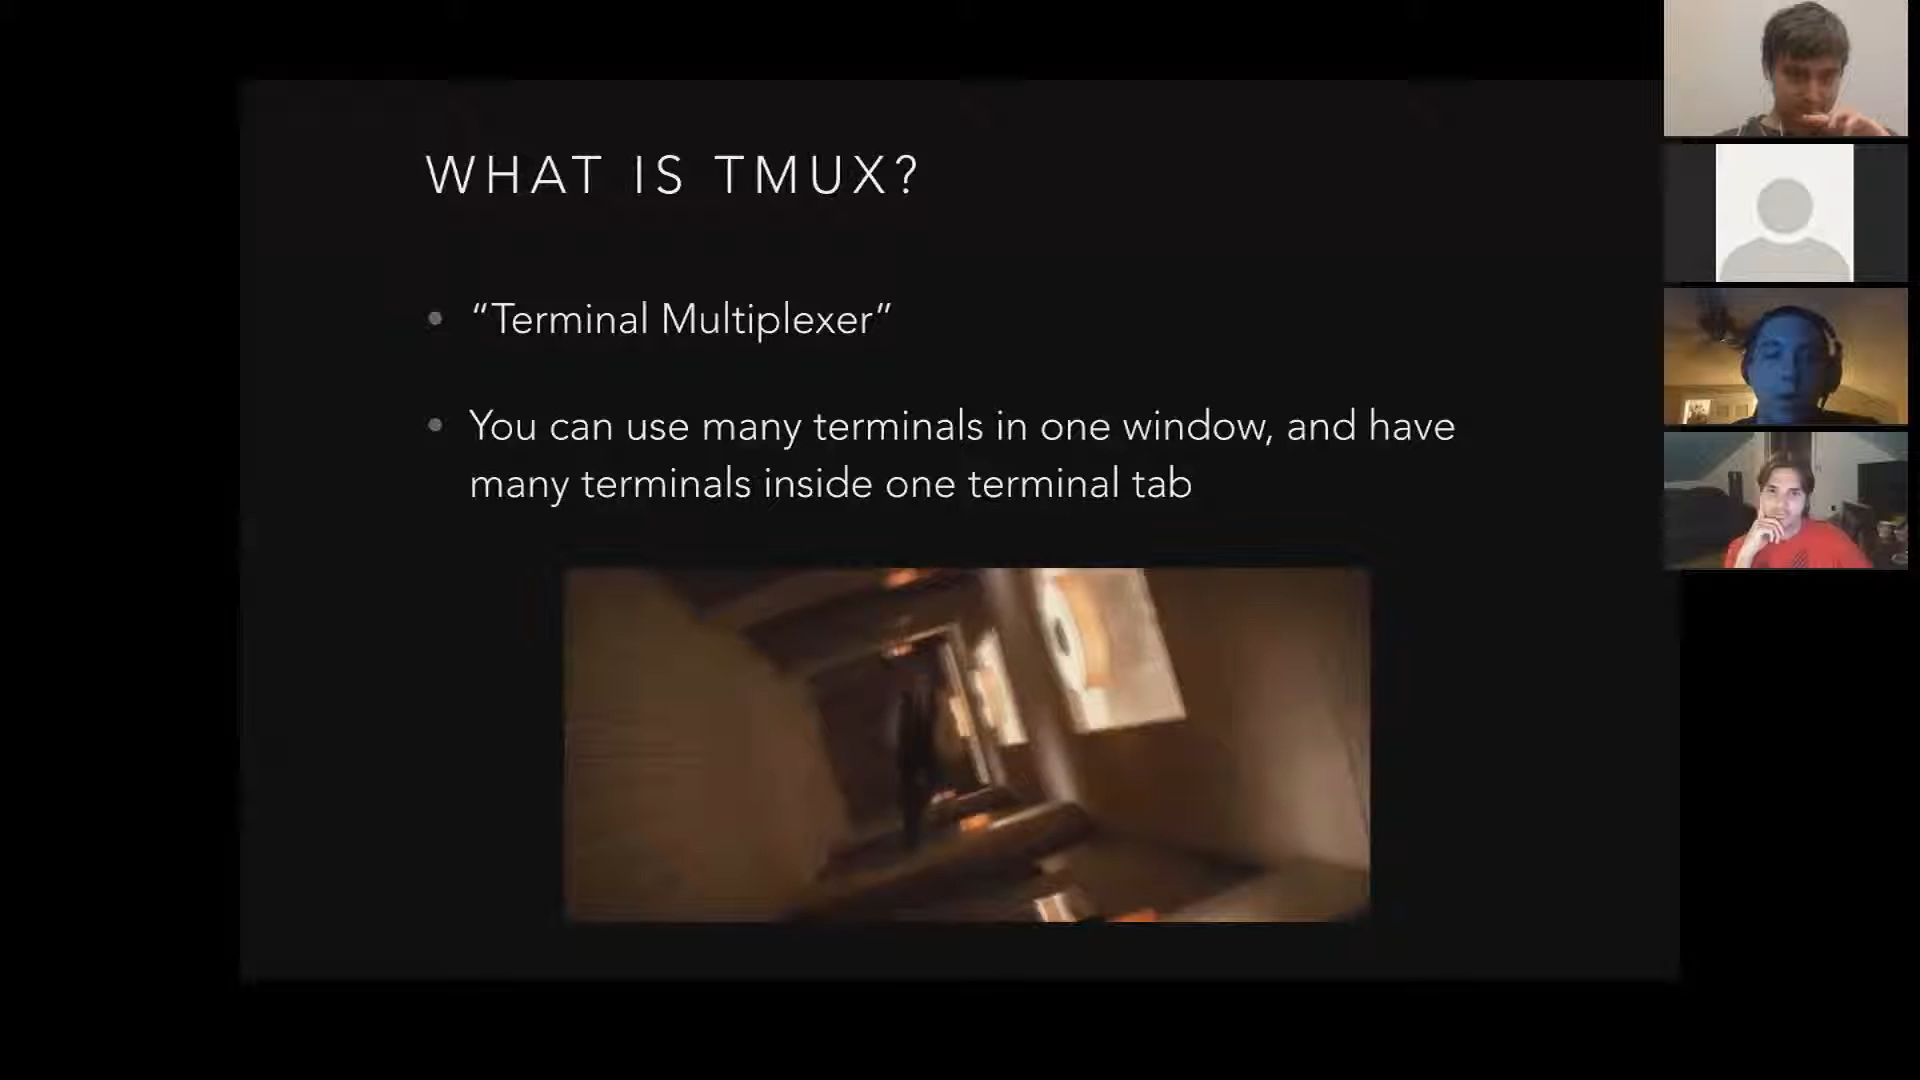 WHAT IS TMUX?
“Terminal Multiplexer”
You can use many terminals in one window, and have
many terminals inside one terminal tab